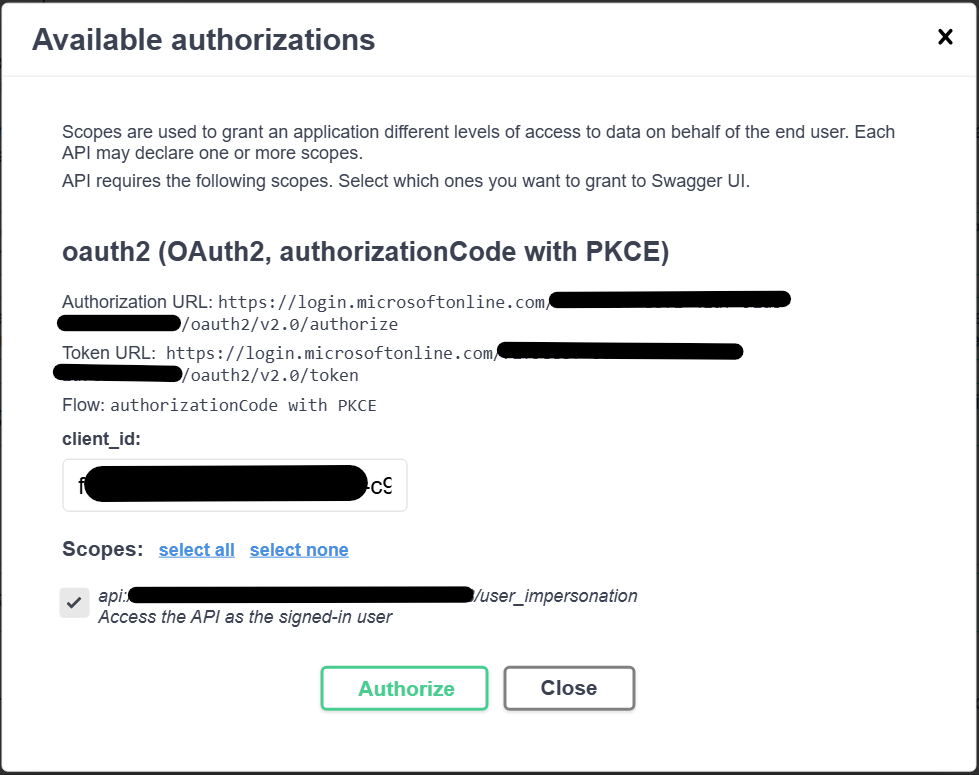 Available authorizations
Scopes are used to grant an application different levels of access to data on behalf of the end user. Each
API may declare one or more scopes.
API requires the following scopes. Select which ones you want to grant to Swagger UI.
oauth2 (OAuth2, authorizationCode with PKCE)
Authorization URL: https://login.microsoftonline.com/
/oauth2/v2.0/authorize
Token URL: https://login.microsoftonline.com/
/oauth2/v2.0/token
Flow: authorizationCode with PKCE
client_id:
f -c9
Scopes: select all select none
api: /user_impersonation
Access the API as the signed-in user
Authorize Close